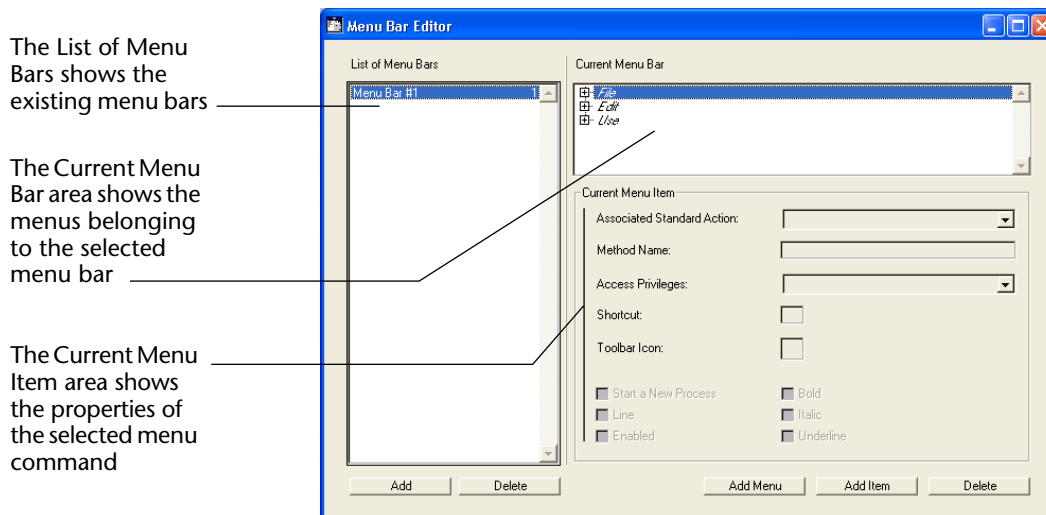 Menu Bar Editor
The List of Menu
Bars shows the
existing menu bars
The Current Menu
Bar area shows the
menus belonging
to the selected
menu bar
The Current Menu
Item area shows
the properties of
the selected menu
command
List of Menu Bars
Menu Bar #1 1
Add Delete
Current Menu Bar
File
Edit
Use
Current Menu Item
Associated Standard Action:
Method Name:
Access Privileges:
Shortcut:
Toolbar Icon:
Start a New Process Bold
Line Italic
Enabled Underline
Add Menu Add Item Delete